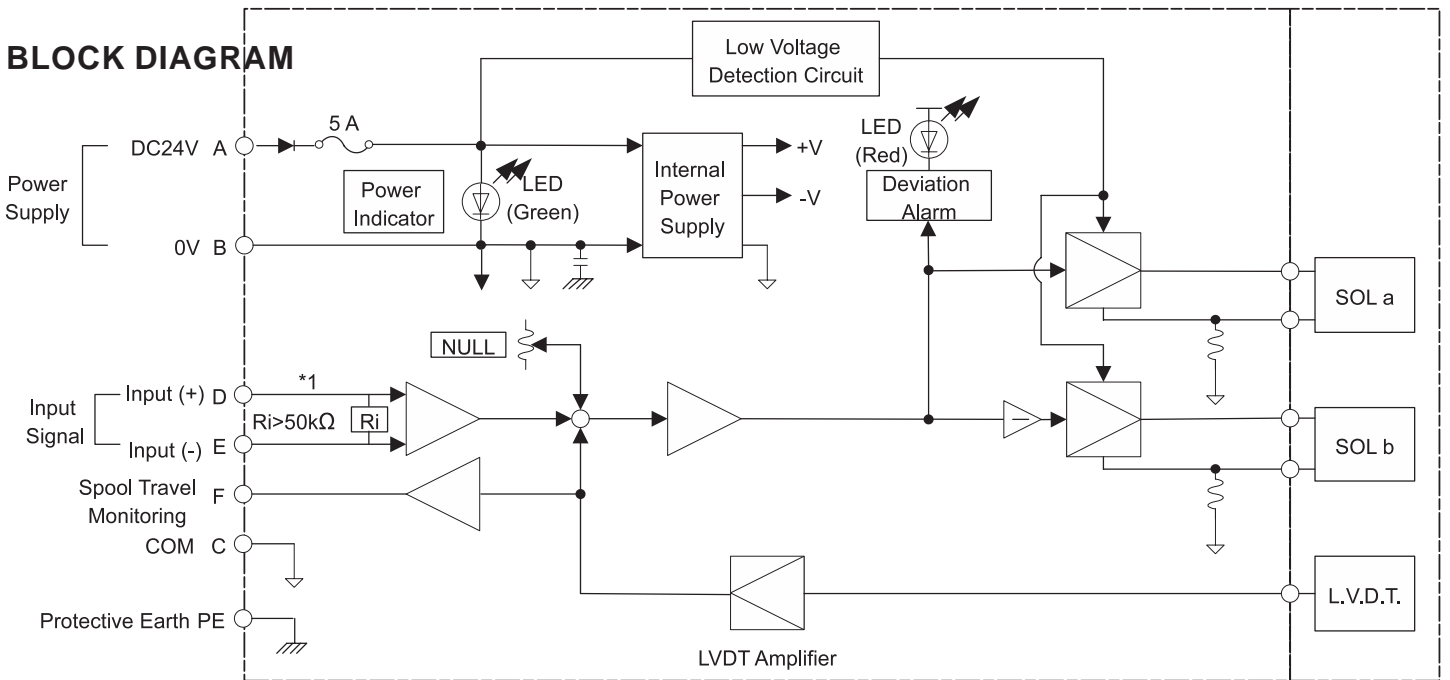 BLOCK DIAGRAM
Low Voltage
Detection Circuit
5 A
LED
(Red)
DC24V A
Power
Supply
Power
Indicator
LED
(Green)
Internal
Power
Supply
+V
-V
Deviation
Alarm
0V B
SOL a
NULL
Input (+) D
*1
Input
Signal
Ri>50kΩ
Ri
Input (-) E
−
SOL b
Spool Travel
Monitoring
F
COM C
L.V.D.T.
Protective Earth PE
LVDT Amplifier